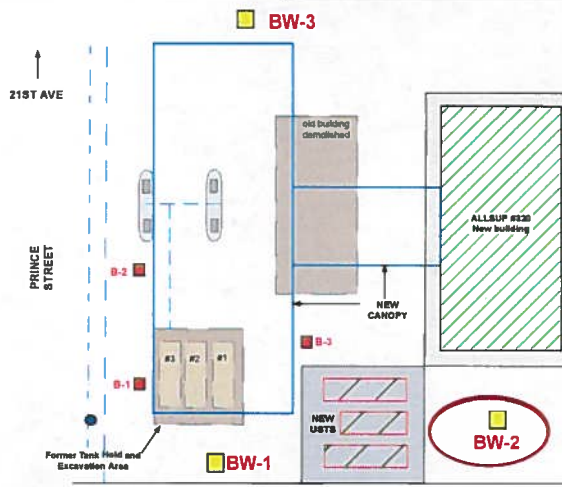 BW-3
21ST AVE
old building
demolished
ALLSUP #320
New building
PRINCE
STREET
B-2
NEW
CANOPY
B-3
#3
#2
#1
B-1
NEW
USTS
BW-2
Former Tank Hold and
Excavation Area
BW-1